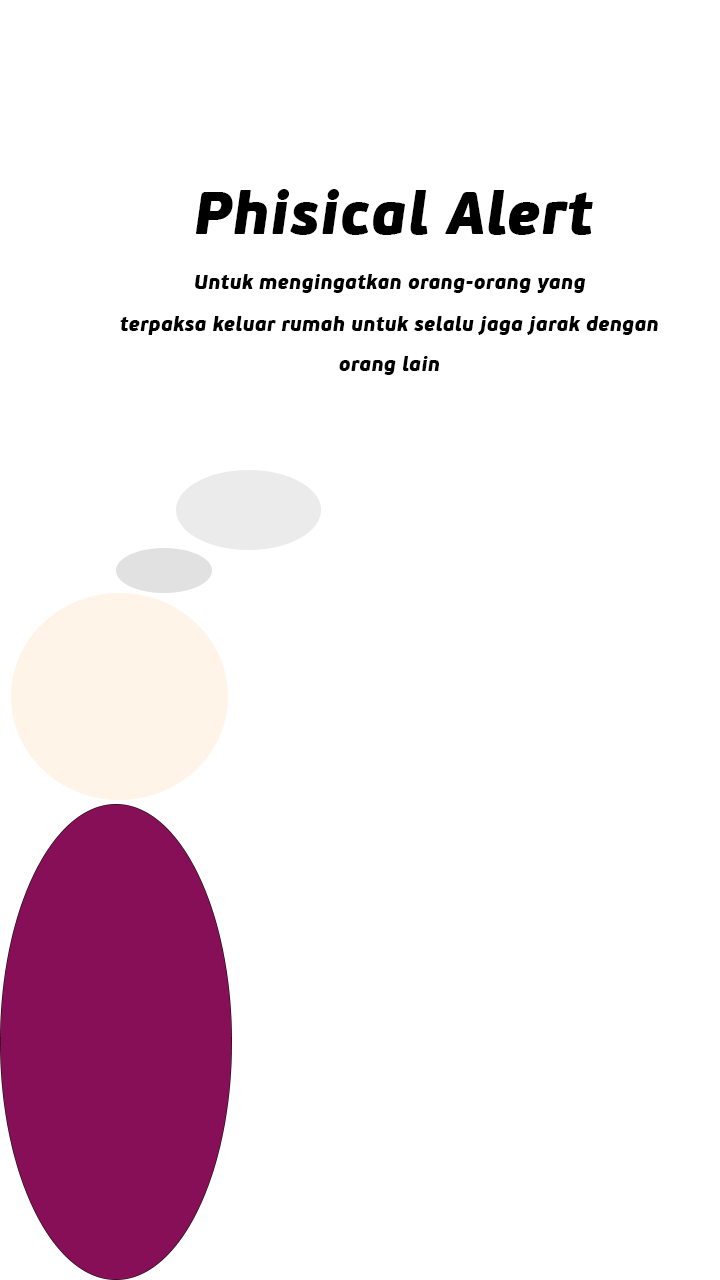 Phisical Alert
Untuk mengingatkan orang-orang yang
terpaksa keluar rumah untuk selalu jaga jarak dengan
orang lain